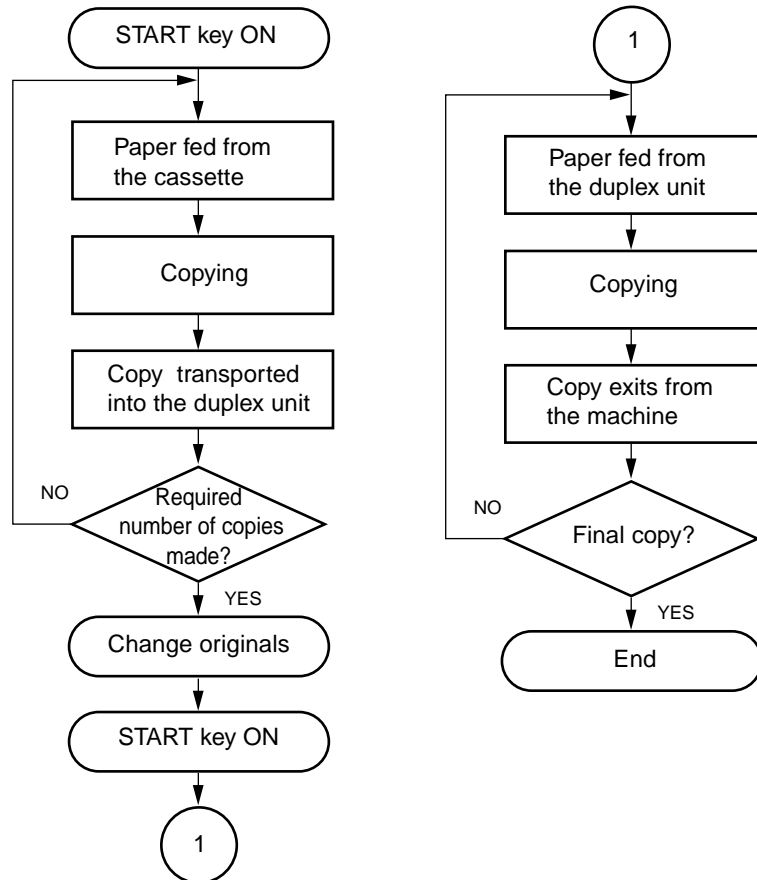 START key ON
Paper fed from
the cassette
Copying
Copy transported
into the duplex unit
Required
number of copies
made?
NO
YES
Change originals
START key ON
1
1
Paper fed from
the duplex unit
Copying
Copy exits from
the machine
Final copy?
NO
YES
End